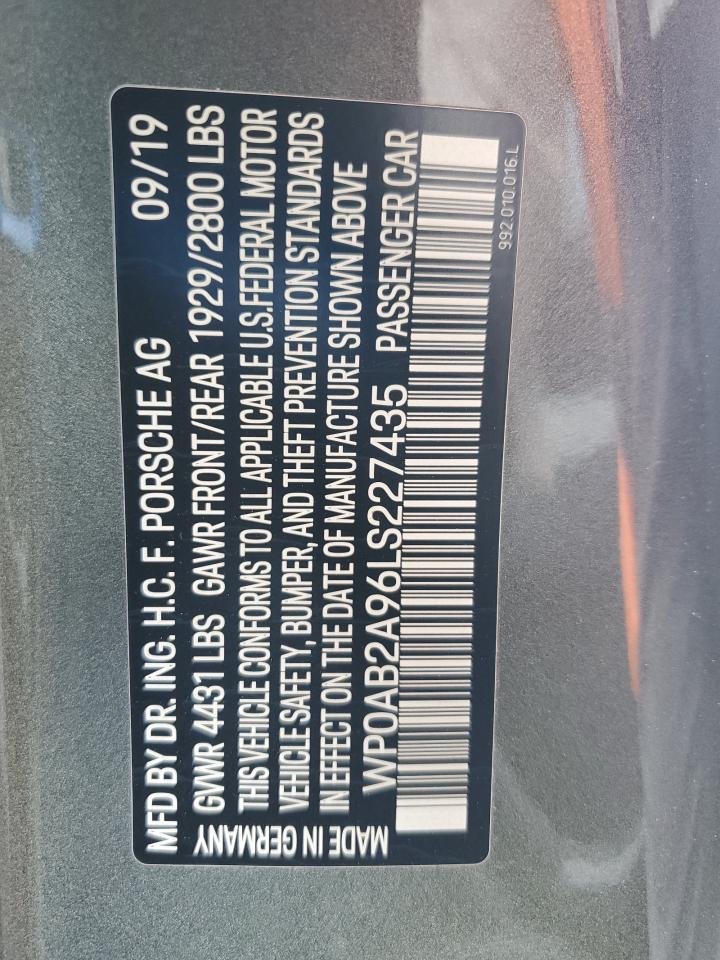 MFD BY DR. ING. H.C. F. PORSCHE AG 09/19
GVWR 4431 LBS GAWR FRONT/REAR 1929/2800 LBS
THIS VEHICLE CONFORMS TO ALL APPLICABLE U.S.FEDERAL MOTOR
VEHICLE SAFETY, BUMPER, AND THEFT PREVENTION STANDARDS
IN EFFECT ON THE DATE OF MANUFACTURE SHOWN ABOVE
WP0AB2A96LS227435 PASSENGER CAR
MADE IN GERMANY
992.010.016.L